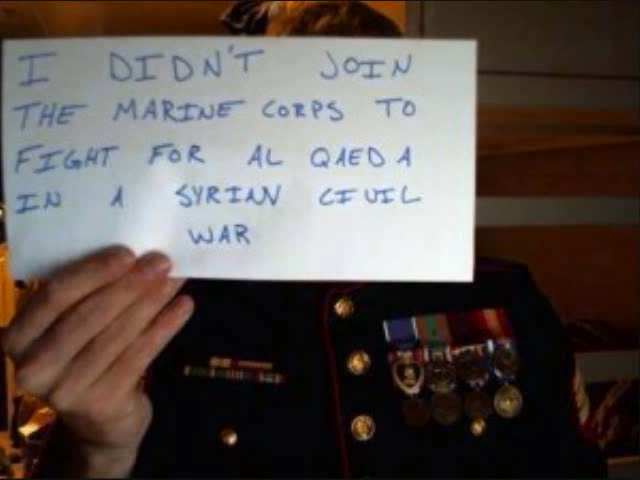 I DIDN'T JOIN
THE MARINE CORPS TO
FIGHT FOR AL QAEDA
IN A SYRIAN CIVIL
WAR